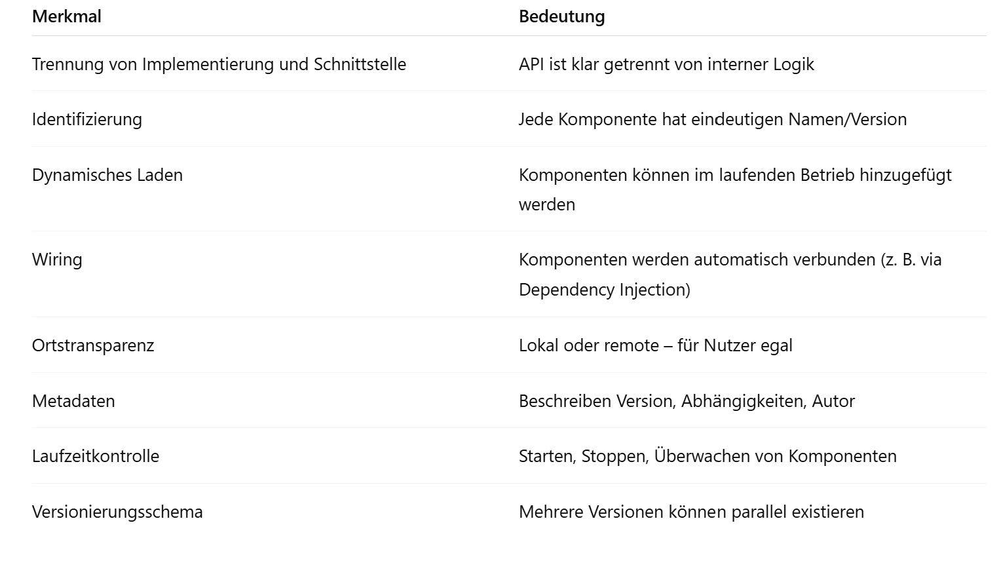 Merkmal Bedeutung
Trennung von Implementierung und Schnittstelle API ist klar getrennt von interner Logik
Identifizierung Jede Komponente hat eindeutigen Namen/Version
Dynamisches Laden Komponenten können im laufenden Betrieb hinzugefügt
werden
Wiring Komponenten werden automatisch verbunden (z. B. via
Dependency Injection)
Ortstransparenz Lokal oder remote – für Nutzer egal
Metadaten Beschreiben Version, Abhängigkeiten, Autor
Laufzeitkontrolle Starten, Stoppen, Überwachen von Komponenten
Versionierungsschema Mehrere Versionen können parallel existieren